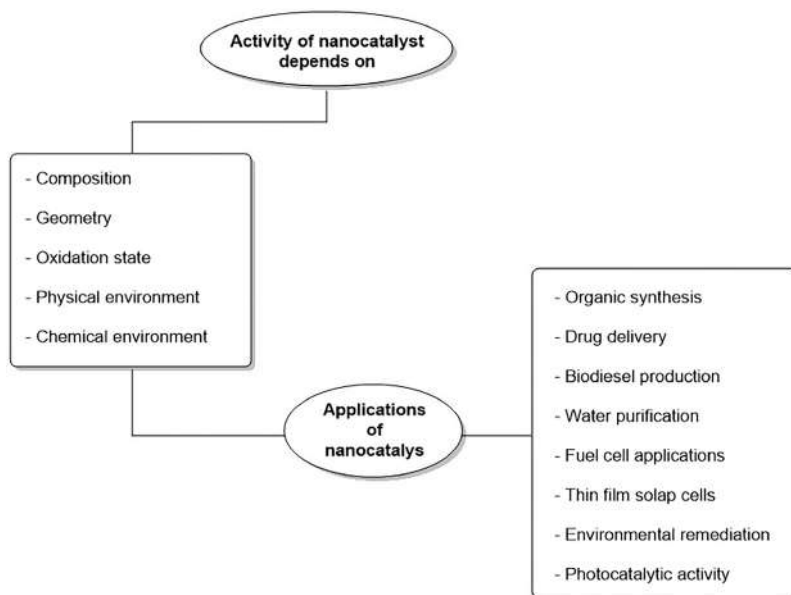 Activity of nanocatalyst
depends on
- Composition
- Geometry
- Oxidation state
- Physical environment
- Chemical environment
Applications
of
nanocatalys
- Organic synthesis
- Drug delivery
- Biodiesel production
- Water purification
- Fuel cell applications
- Thin film solap cells
- Environmental remediation
- Photocatalytic activity